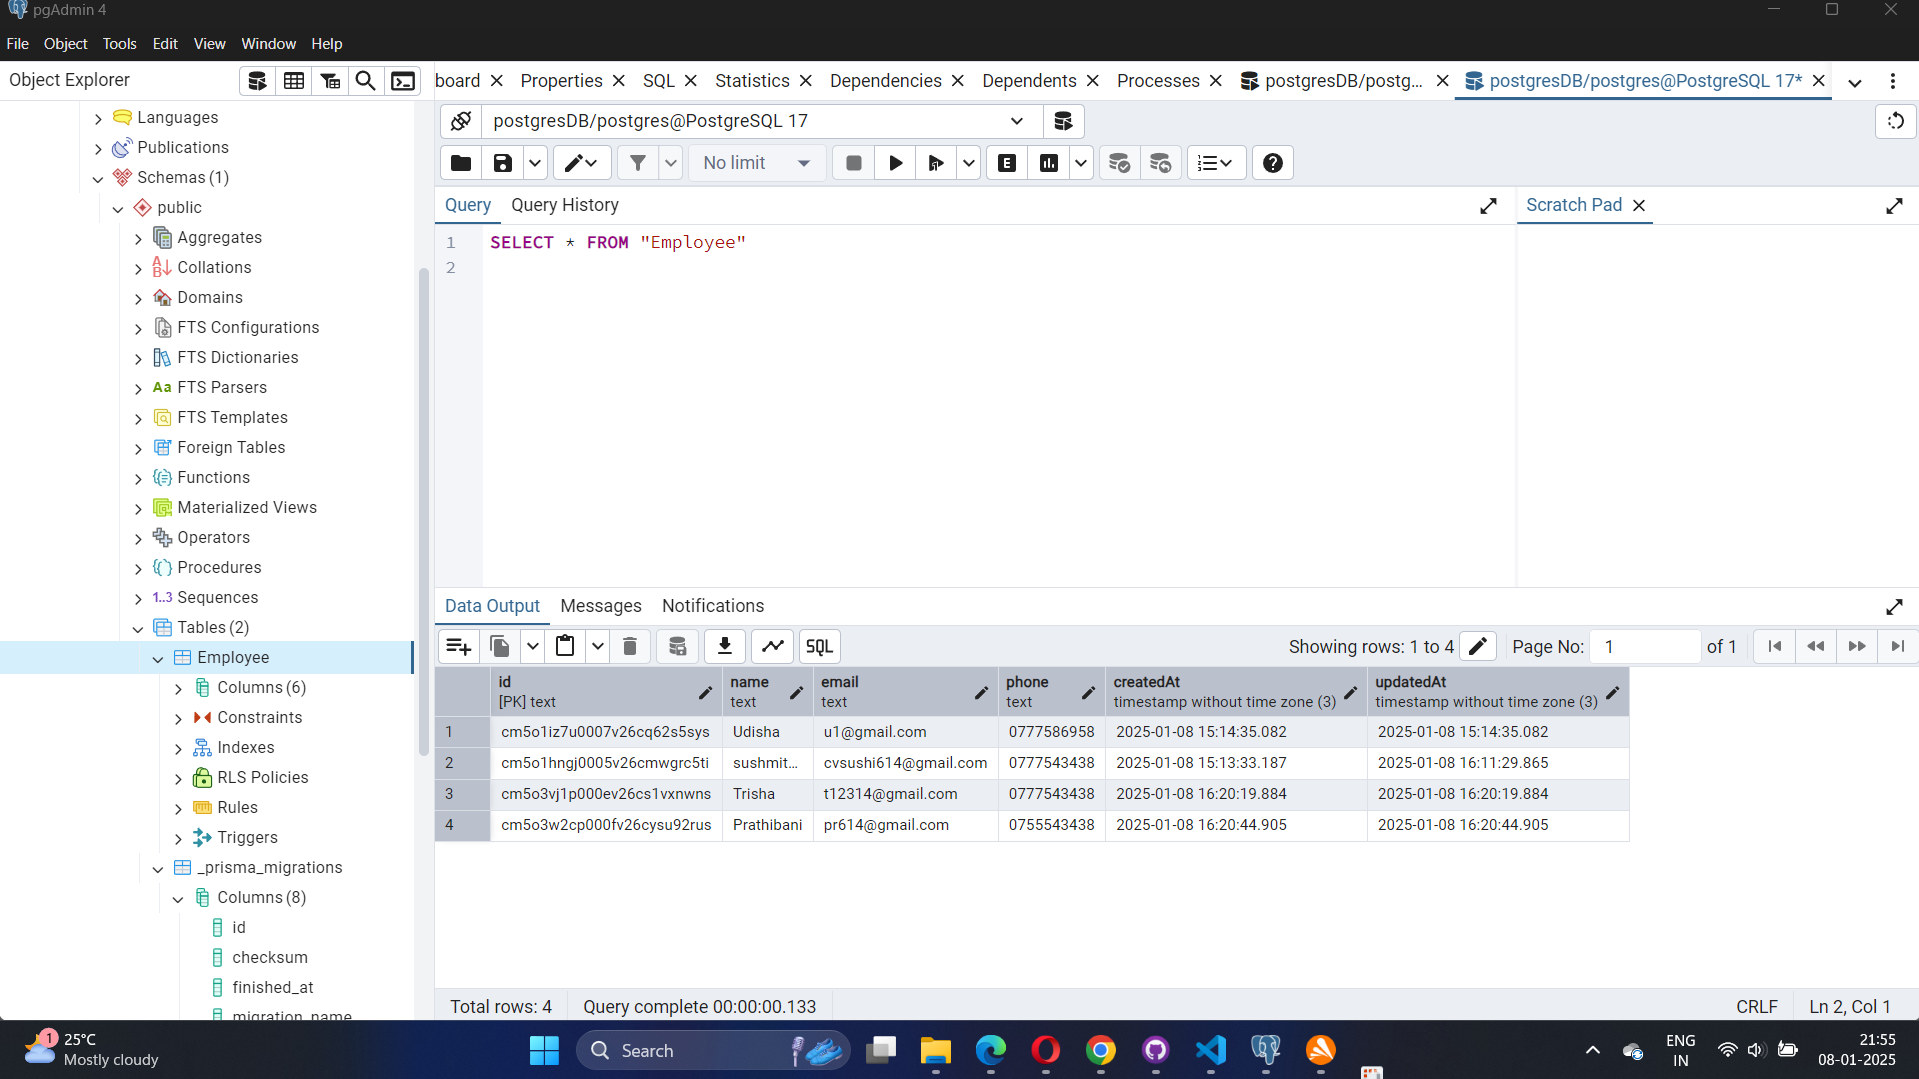 pgAdmin 4
File Object Tools Edit View Window Help
Object Explorer
board Properties SQL Statistics Dependencies Dependents Processes postgresDB/postg... postgresDB/postgres@PostgreSQL 17*
Languages
Publications
Schemas (1)
public
Aggregates
Collations
Domains
FTS Configurations
FTS Dictionaries
Aa FTS Parsers
FTS Templates
Foreign Tables
Functions
Materialized Views
Operators
Procedures
1..3 Sequences
Tables (2)
Employee
Columns (6)
Constraints
Indexes
RLS Policies
Rules
Triggers
_prisma_migrations
Columns (8)
id
checksum
finished_at
migration_name
postgresDB/postgres@PostgreSQL 17
No limit
E
Query Query History
Scratch Pad
1 SELECT * FROM "Employee"
2
Data Output Messages Notifications
SQL
Showing rows: 1 to 4 Page No: 1 of 1
id name email phone createdAt updatedAt
[PK] text text text text timestamp without time zone (3) timestamp without time zone (3)
1 cm5o1iz7u0007v26cq62s5sys Udisha u1@gmail.com 0777586958 2025-01-08 15:14:35.082 2025-01-08 15:14:35.082
2 cm5o1hngj0005v26cmwgrc5ti sushmit... cvsushi614@gmail.com 0777543438 2025-01-08 15:13:33.187 2025-01-08 16:11:29.865
3 cm5o3vj1p000ev26cs1vxnwns Trisha t12314@gmail.com 0777543438 2025-01-08 16:20:19.884 2025-01-08 16:20:19.884
4 cm5o3w2cp000fv26cysu92rus Prathibani pr614@gmail.com 0755543438 2025-01-08 16:20:44.905 2025-01-08 16:20:44.905
Total rows: 4 Query complete 00:00:00.133
CRLF Ln 2, Col 1
1
25°C
Mostly cloudy
Search
ENG
IN
21:55
08-01-2025